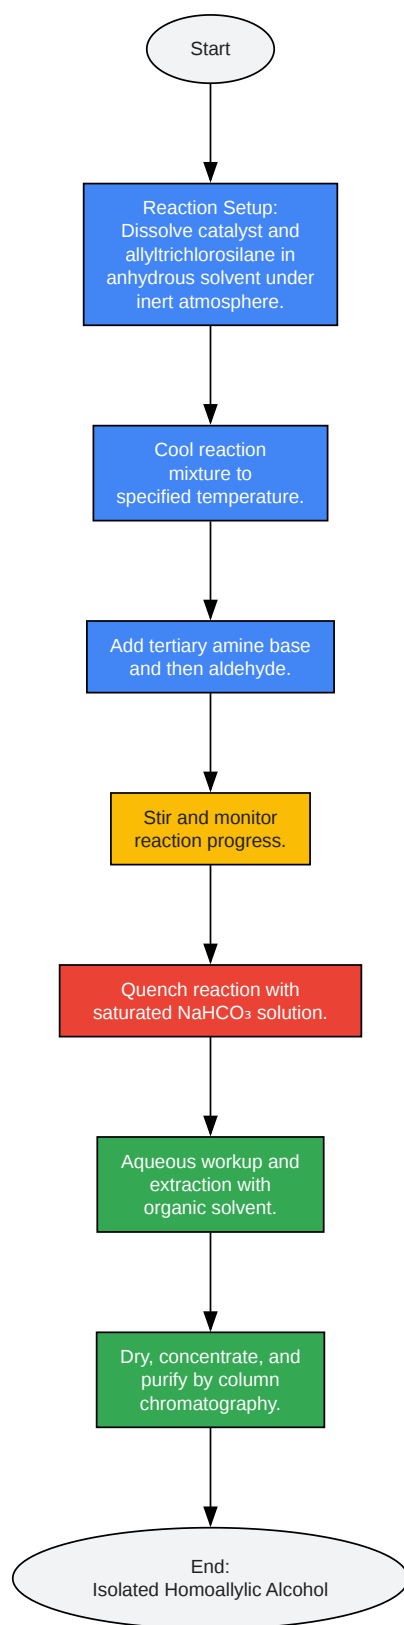 Start
Reaction Setup:
Dissolve catalyst and
allyltrichlorosilane in
anhydrous solvent under
inert atmosphere.
Cool reaction
mixture to
specified temperature.
Add tertiary amine base
and then aldehyde.
Stir and monitor
reaction progress.
Quench reaction with
saturated NaHCO₃ solution.
Aqueous workup and
extraction with
organic solvent.
Dry, concentrate, and
purify by column
chromatography.
End:
Isolated Homoallylic Alcohol